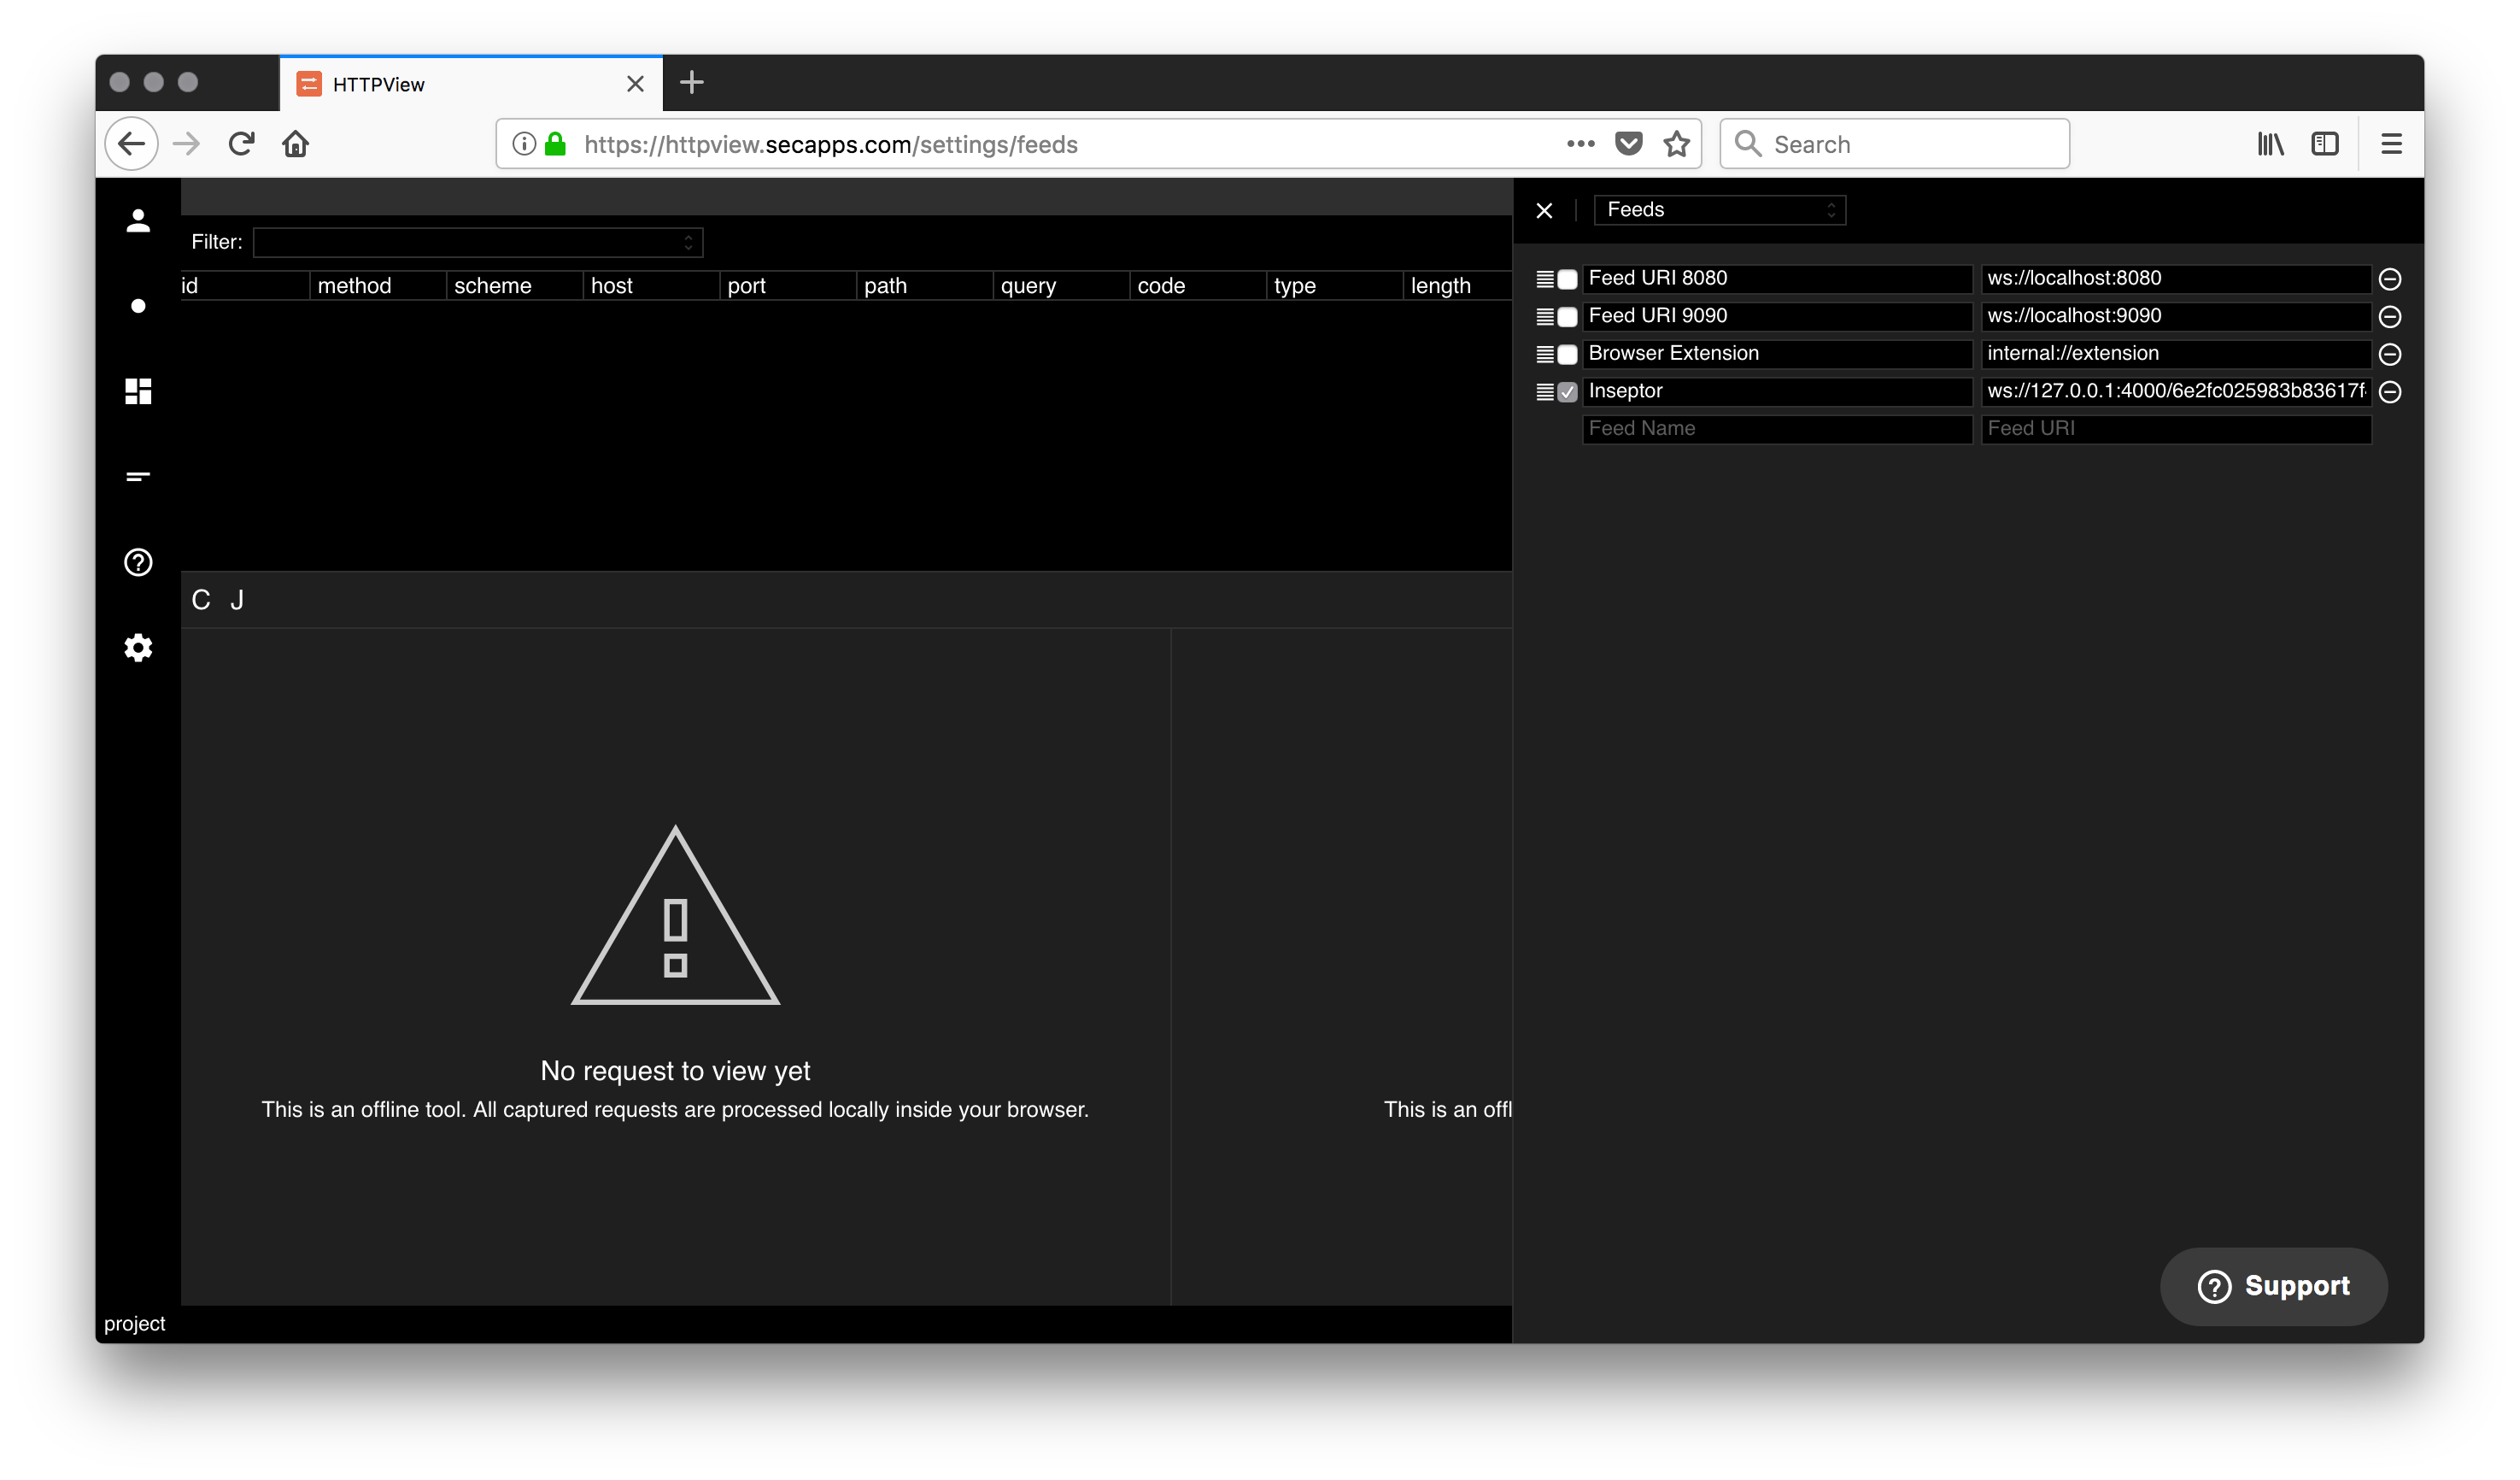 HTTPView
https://httpview.secapps.com/settings/feeds
Search
Filter:
id method scheme host port path query code type length
Feeds
Feed URI 8080 ws://localhost:8080
Feed URI 9090 ws://localhost:9090
Browser Extension internal://extension
Inseptor ws://127.0.0.1:4000/6e2fc025983b83617f
Feed Name Feed URI
C J
No request to view yet
This is an offline tool. All captured requests are processed locally inside your browser.
This is an offl
Support
project